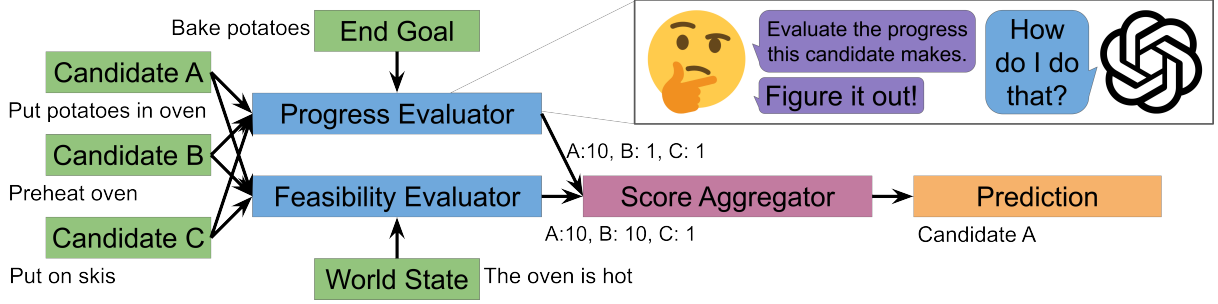 Bake potatoes
End Goal
Candidate A
Put potatoes in oven
Candidate B
Preheat oven
Candidate C
Put on skis
Progress Evaluator
Feasibility Evaluator
World State
The oven is hot
Evaluate the progress
this candidate makes.
Figure it out!
How
do I do
that?
A:10, B: 1, C: 1
A:10, B: 10, C: 1
Score Aggregator
Prediction
Candidate A